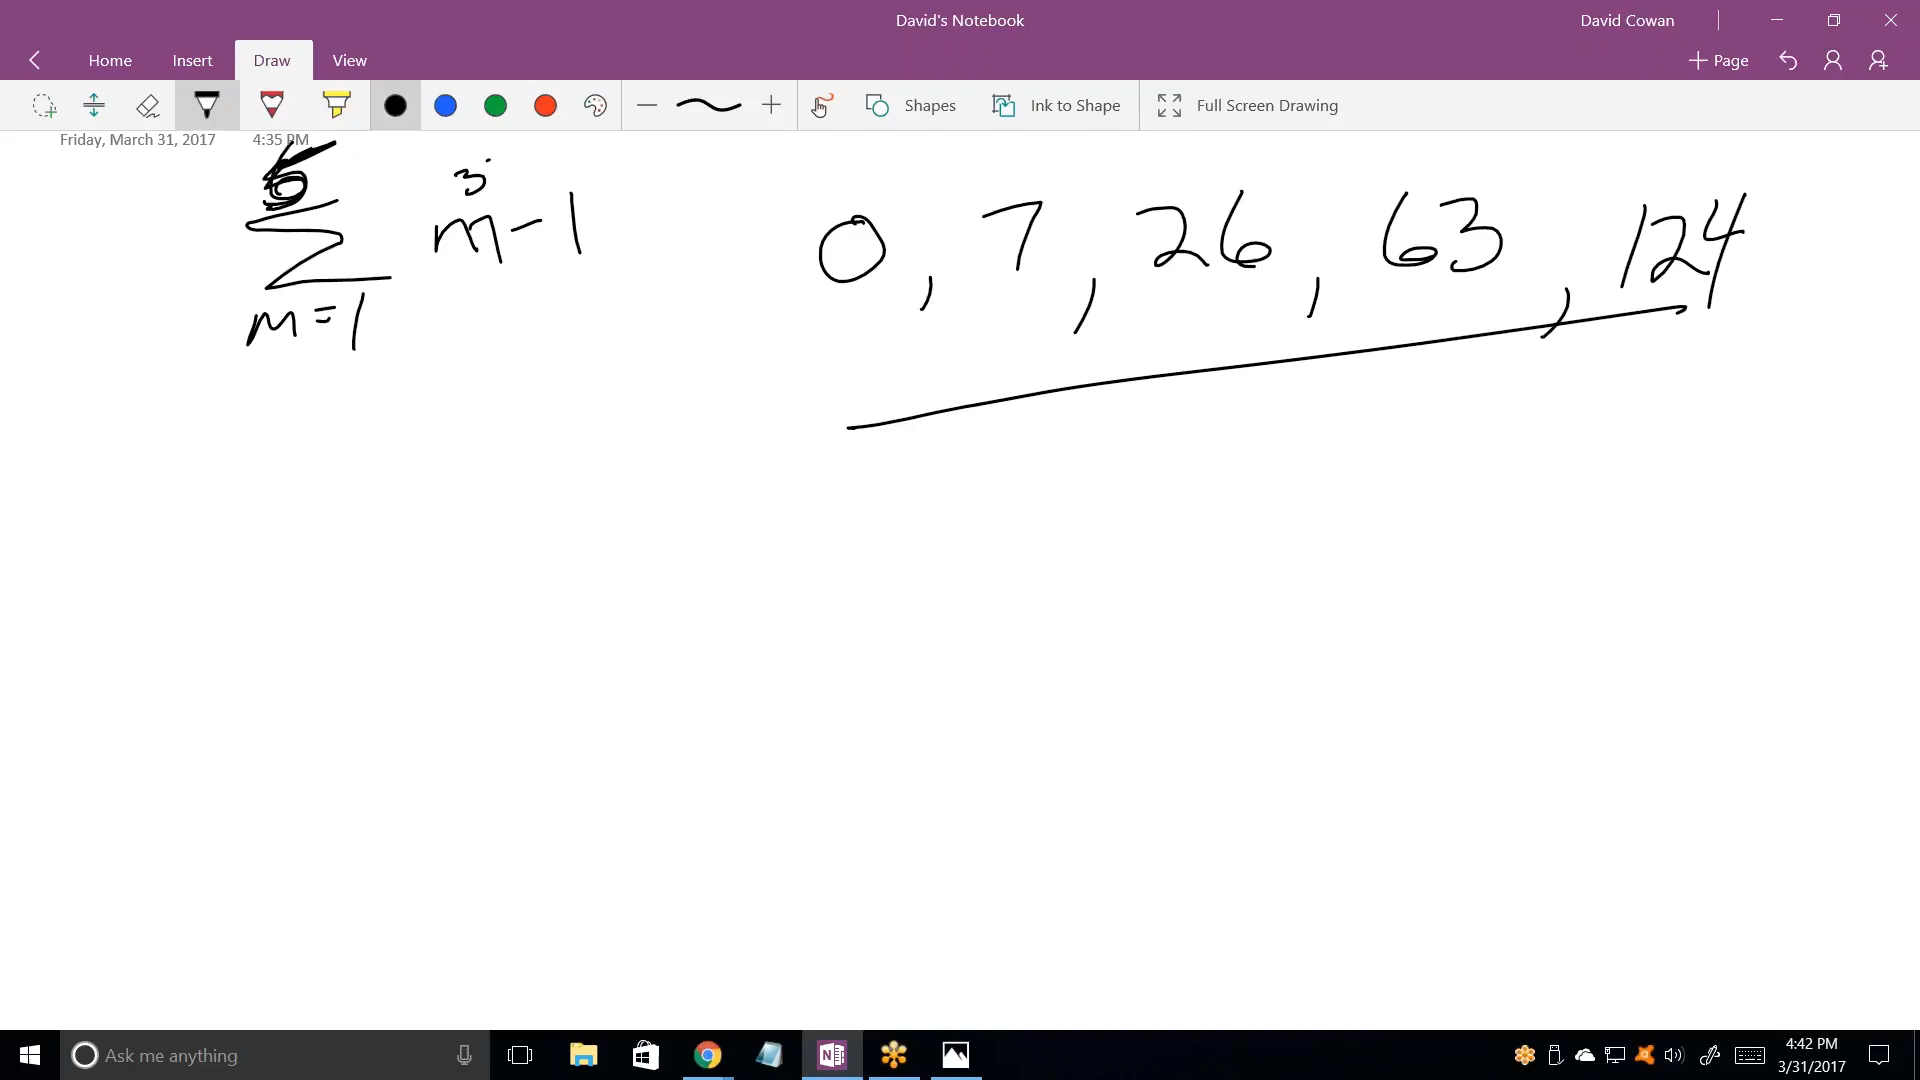 David's Notebook
David Cowan
Home Insert Draw View
Page
Shapes Ink to Shape Full Screen Drawing
Friday, March 31, 2017 4:35 PM
∑ m³-1
m=1
0, 7, 26, 63, 124
Ask me anything
4:42 PM
3/31/2017